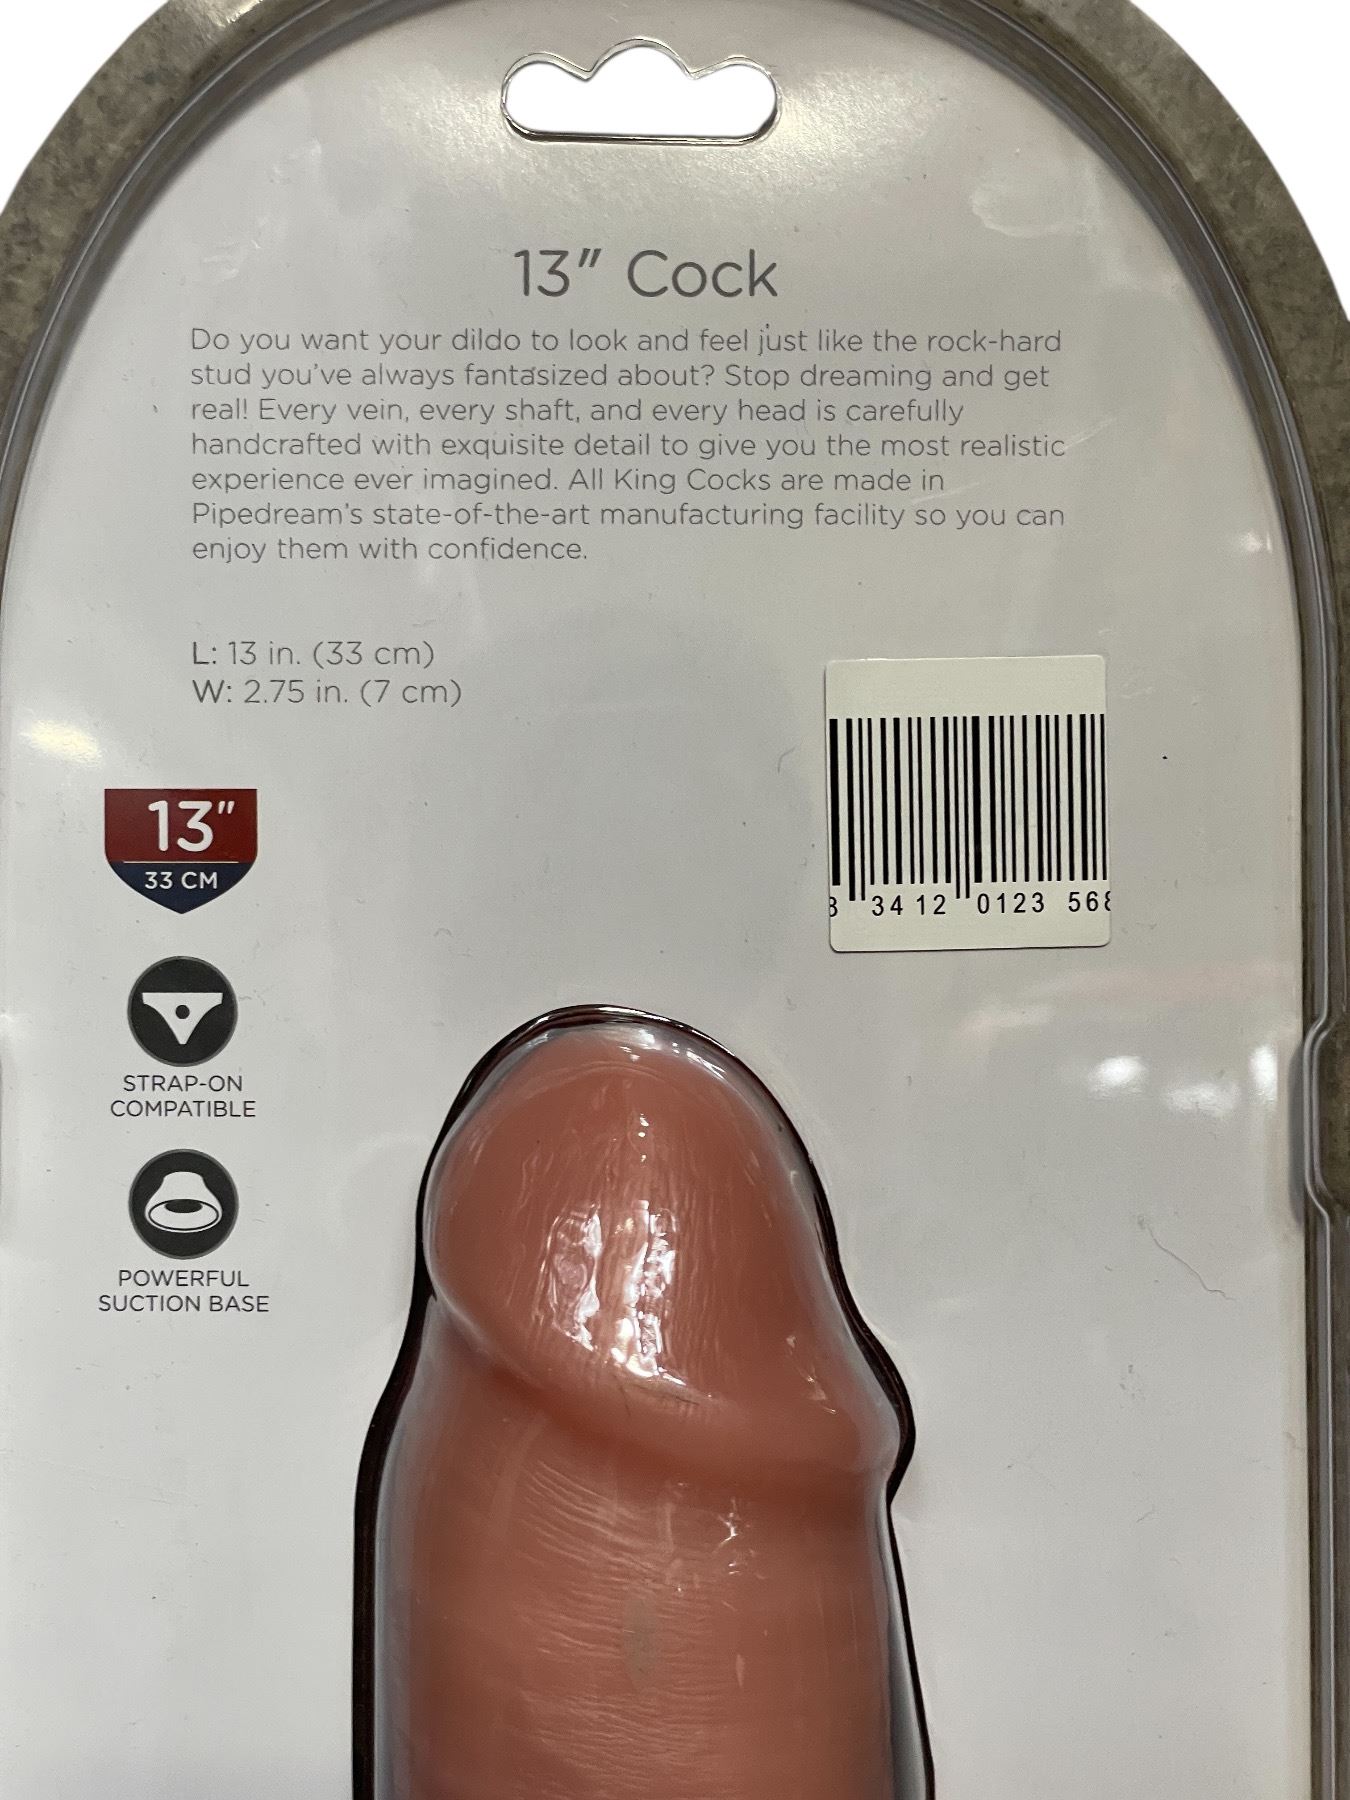 13" Cock
Do you want your dildo to look and feel just like the rock-hard
stud you've always fantasized about? Stop dreaming and get
real! Every vein, every shaft, and every head is carefully
handcrafted with exquisite detail to give you the most realistic
experience ever imagined. All King Cocks are made in
Pipedream's state-of-the-art manufacturing facility so you can
enjoy them with confidence.
L: 13 in. (33 cm)
W: 2.75 in. (7 cm)
13"
33 CM
34 12 0123 56
STRAP-ON
COMPATIBLE
POWERFUL
SUCTION BASE